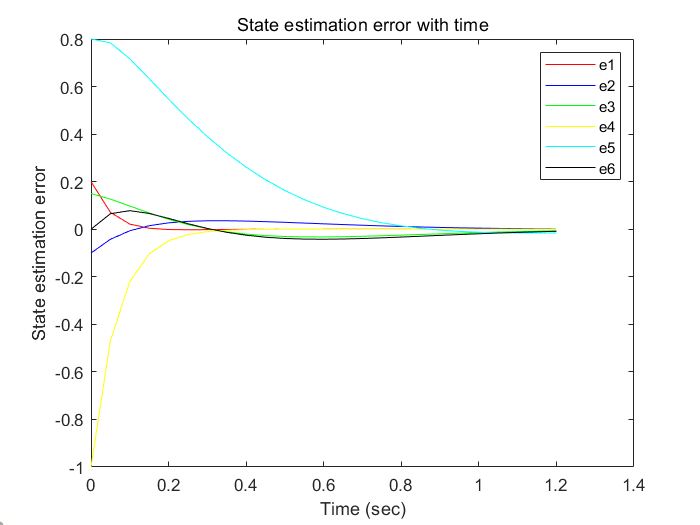 State estimation error with time
0.8
0.6
0.4
0.2
0
-0.2
-0.4
-0.6
-0.8
-1
State estimation error
e1
e2
e3
e4
e5
e6
0 0.2 0.4 0.6 0.8 1 1.2 1.4
Time (sec)